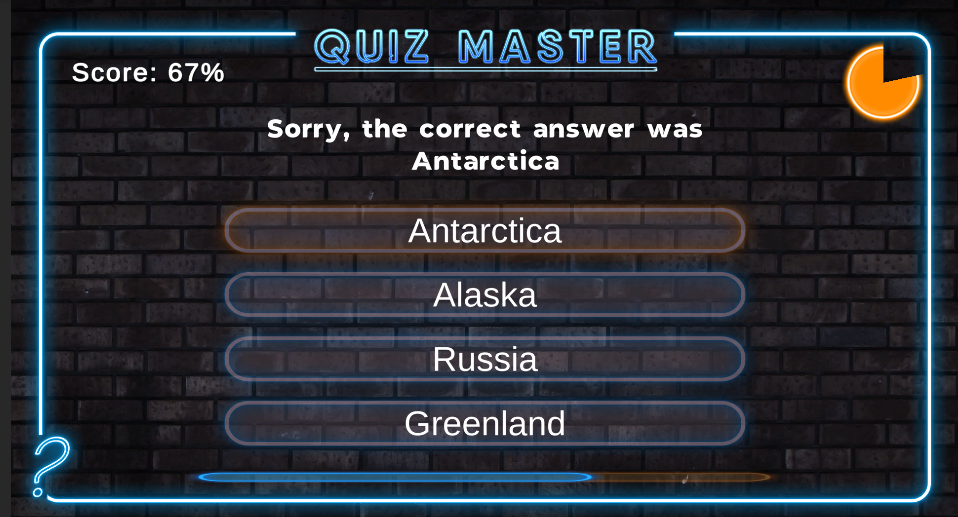 QUIZ MASTER
Score: 67%
Sorry, the correct answer was
Antarctica
Antarctica
Alaska
Russia
Greenland
?